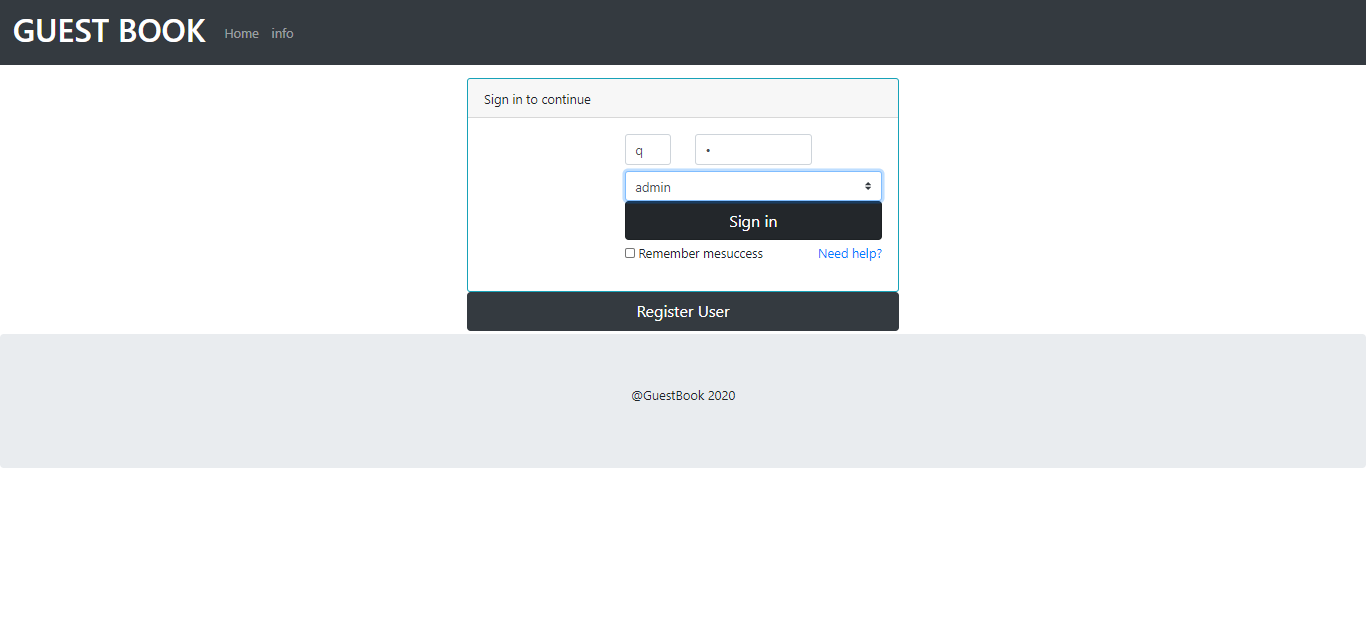 GUEST BOOK Home info
Sign in to continue
q •
admin
Sign in
Remember mesuccess Need help?
Register User
@GuestBook 2020